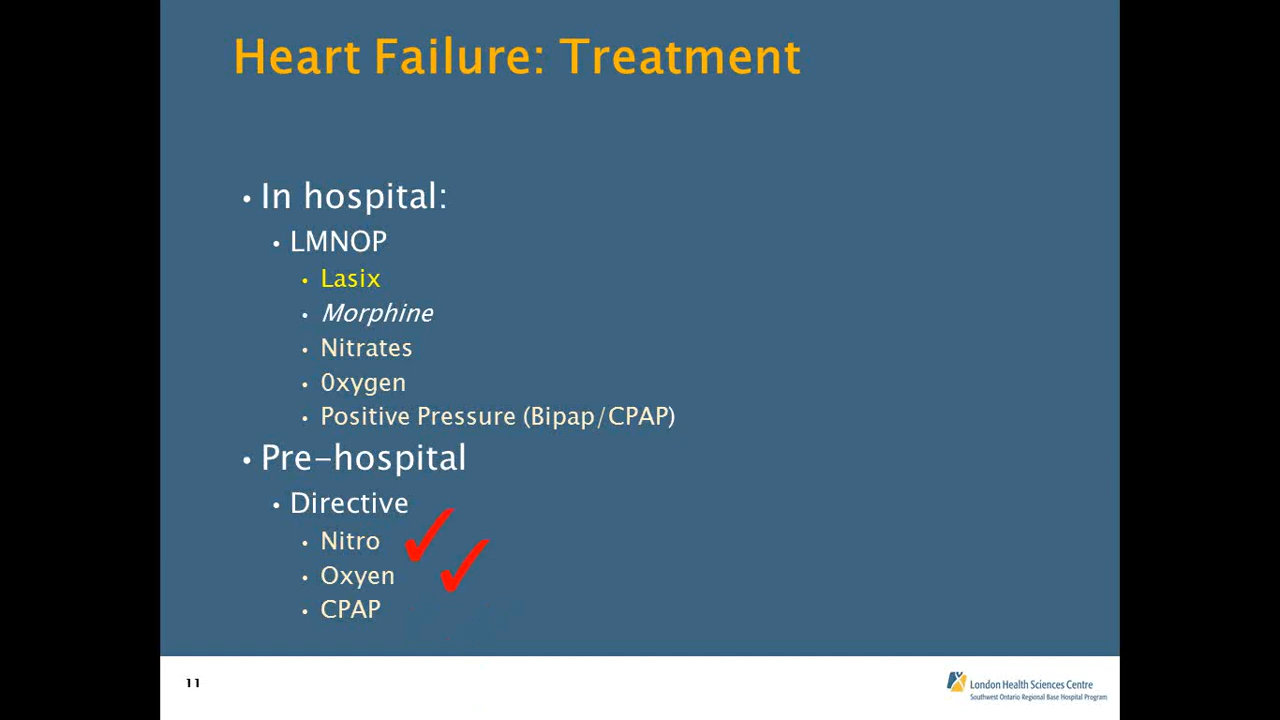 Heart Failure: Treatment
• In hospital:
• LMNOP
• Lasix
• Morphine
• Nitrates
• 0xygen
• Positive Pressure (Bipap/CPAP)
• Pre-hospital
• Directive
• Nitro
• Oxyen
• CPAP
11
London Health Sciences Centre
Southwest Ontario Regional Base Hospital Program